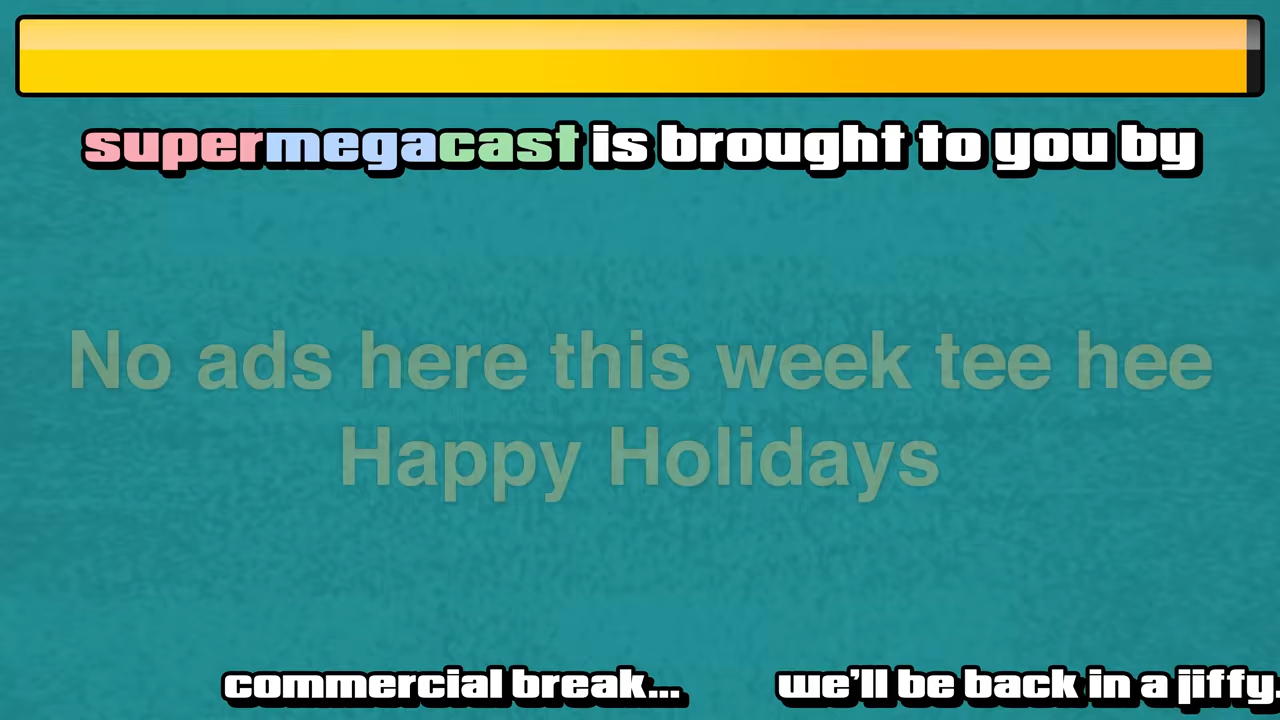 supermegacast is brought to you by
No ads here this week tee hee
Happy Holidays
commercial break... we'll be back in a jiffy.